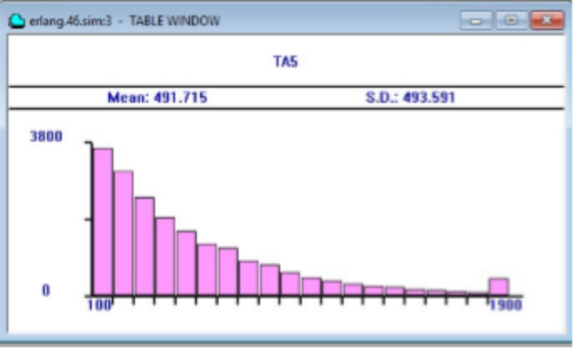 erlang.46.sim:3 - TABLE WINDOW
TA5
Mean: 491.715 S.D.: 493.591
3800
0
100 1900